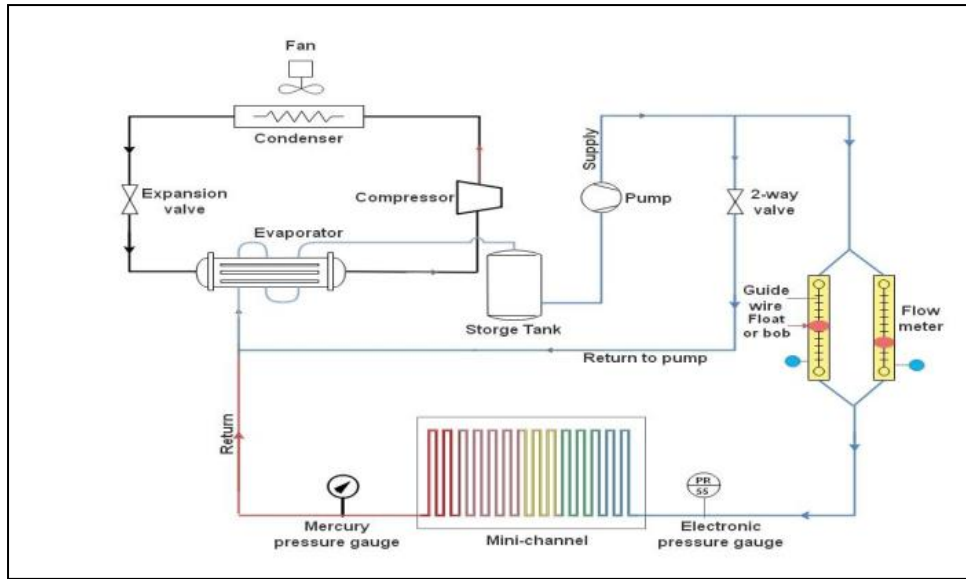 Fan
Condenser
Supply
Expansion
valve
Compressor
Pump
2-way
valve
Evaporator
Storge Tank
Guide
wire
Float
or bob
Flow
meter
Return to pump
Return
PR
SS
Mercury
pressure gauge
Mini-channel
Electronic
pressure gauge